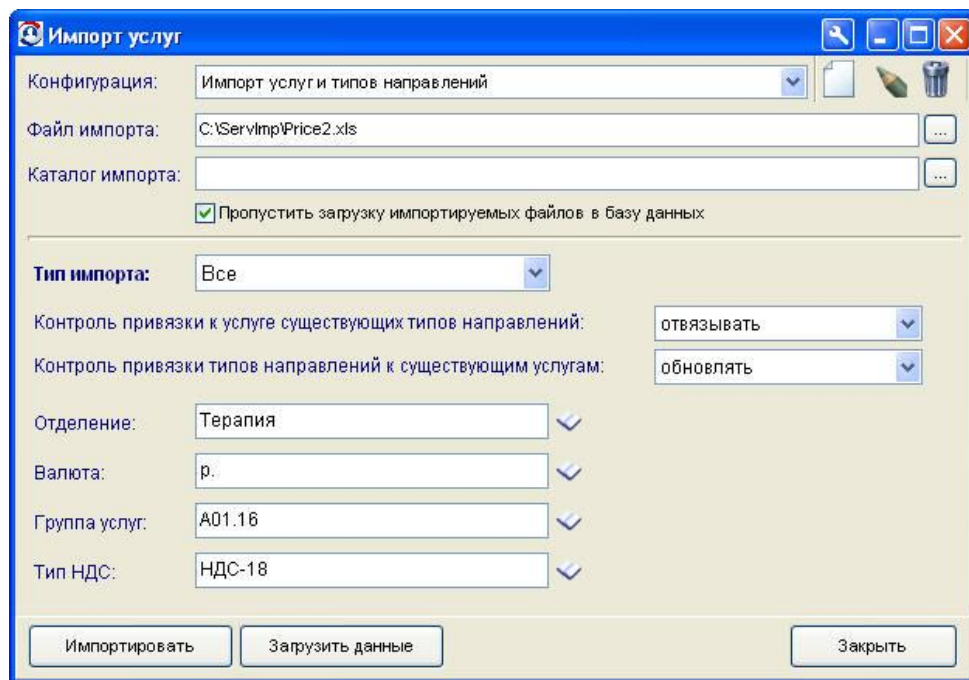 Импорт услуг
Конфигурация: Импорт услуг и типов направлений
Файл импорта: C:\ServImp\Price2.xls ...
Каталог импорта: ...
Пропустить загрузку импортируемых файлов в базу данных
Тип импорта: Все
Контроль привязки к услуге существующих типов направлений: отвязывать
Контроль привязки типов направлений к существующим услугам: обновлять
Отделение: Терапия
Валюта: р.
Группа услуг: А01.16
Тип НДС: НДС-18
Импортировать Загрузить данные Закрыть